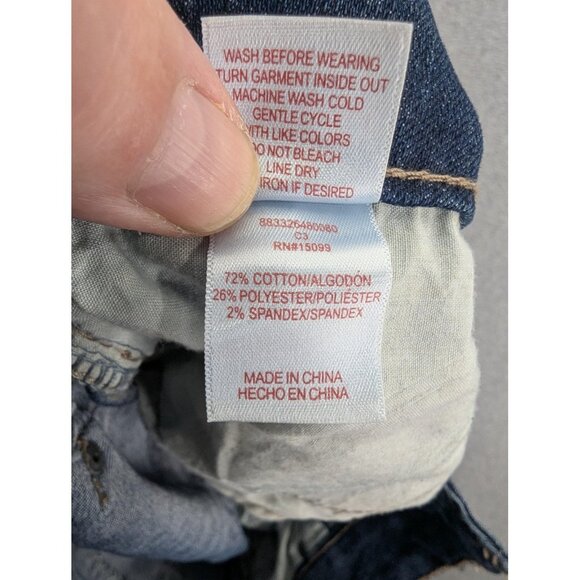 WASH BEFORE WEARING
TURN GARMENT INSIDE OUT
MACHINE WASH COLD
GENTLE CYCLE
WITH LIKE COLORS
DO NOT BLEACH
LINE DRY
IRON IF DESIRED
883326480080
C3
RN#15099
72% COTTON/ALGODÓN
26% POLYESTER/POLIÉSTER
2% SPANDEX/SPANDEX
MADE IN CHINA
HECHO EN CHINA